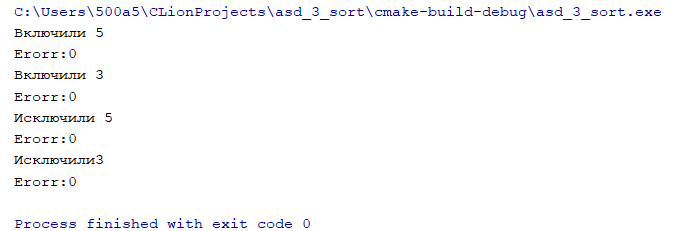 C:\Users\500a5\CLionProjects\asd_3_sort\cmake-build-debug\asd_3_sort.exe
Включили 5
Erorr:0
Включили 3
Erorr:0
Исключили 5
Erorr:0
Исключили3
Erorr:0
Process finished with exit code 0